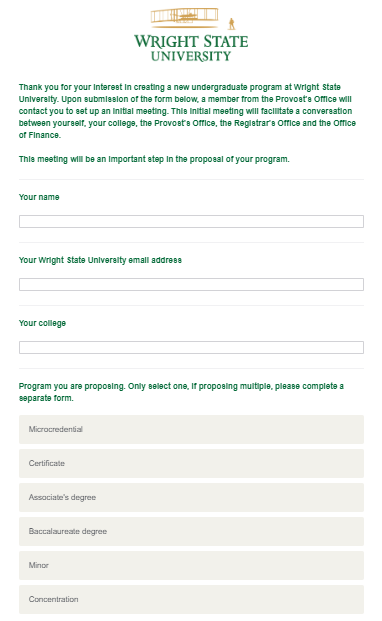 WRIGHT STATE
UNIVERSITY
Thank you for your interest in creating a new undergraduate program at Wright State
University. Upon submission of the form below, a member from the Provost's Office will
contact you to set up an initial meeting. This initial meeting will facilitate a conversation
between yourself, your college, the Provost's Office, the Registrar's Office and the Office
of Finance.
This meeting will be an important step in the proposal of your program.
Your name
Your Wright State University email address
Your college
Program you are proposing. Only select one, if proposing multiple, please complete a
separate form.
Microcredential
Certificate
Associate's degree
Baccalaureate degree
Minor
Concentration